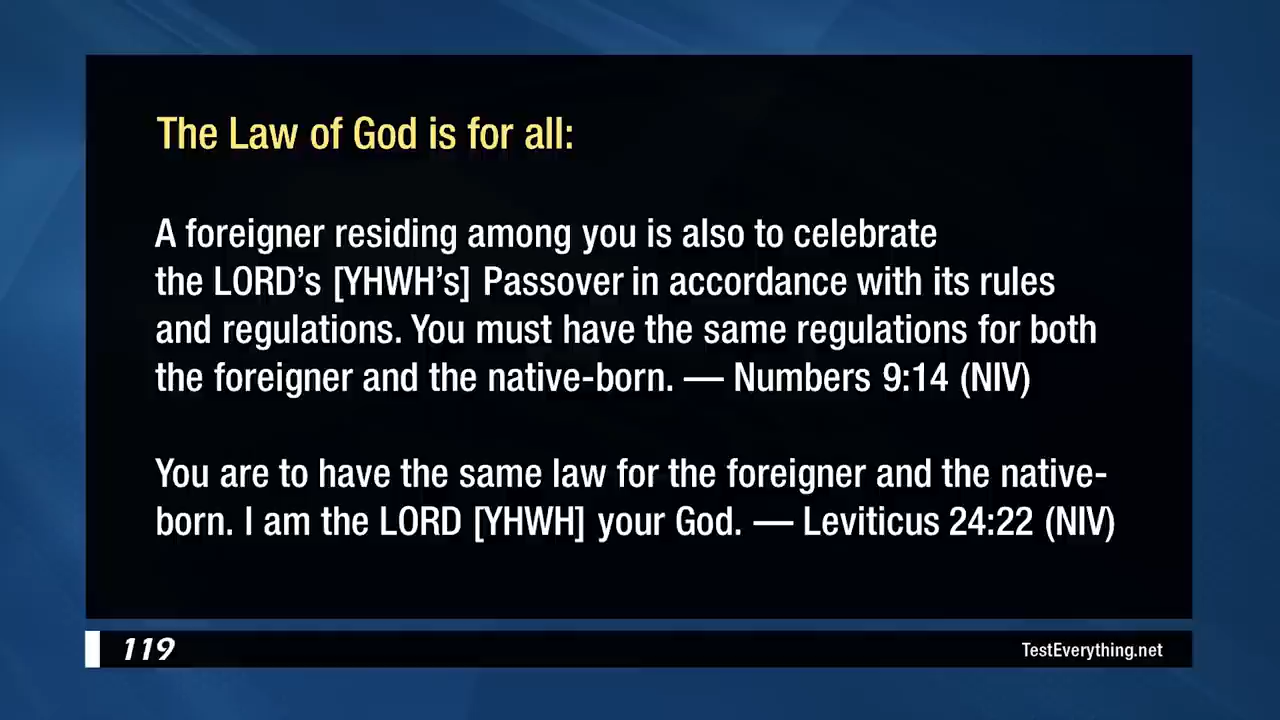 The Law of God is for all:
A foreigner residing among you is also to celebrate
the LORD’s [YHWH’s] Passover in accordance with its rules
and regulations. You must have the same regulations for both
the foreigner and the native-born. — Numbers 9:14 (NIV)
You are to have the same law for the foreigner and the native-
born. I am the LORD [YHWH] your God. — Leviticus 24:22 (NIV)
119
TestEverything.net